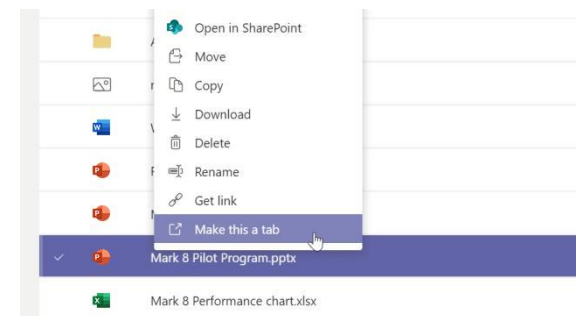 Open in SharePoint
Move
Copy
Download
Delete
Rename
Get link
Make this a tab
Mark 8 Pilot Program.pptx
Mark 8 Performance chart.xlsx